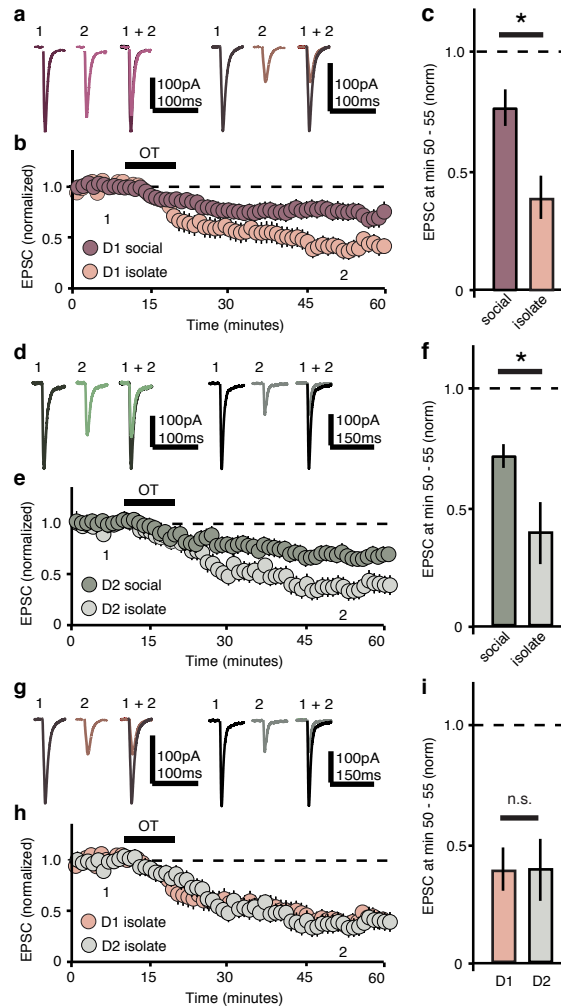 a
1 2 1 + 2
100pA
100ms
100pA
100ms
b
OT
EPSC (normalized)
1.0
0.5
0
1
2
D1 social
D1 isolate
0 15 30 45 60
Time (minutes)
c
*
EPSC at min 50 - 55 (norm)
1.0
0.5
0
social
isolate
d
1 2 1 + 2 1 2 1 + 2
100pA
100ms
100pA
150ms
e
OT
EPSC (normalized)
1.0
0.5
0
1
2
D2 social
D2 isolate
0 15 30 45 60
Time (minutes)
f
*
EPSC at min 50 - 55 (norm)
1.0
0.5
0
social
isolate
g
1 2 1 + 2 1 2 1 + 2
100pA
100ms
100pA
150ms
h
OT
EPSC (normalized)
1.0
0.5
0
1
2
D1 isolate
D2 isolate
0 15 30 45 60
Time (minutes)
i
n.s.
EPSC at min 50 - 55 (norm)
1.0
0.5
0
D1 D2